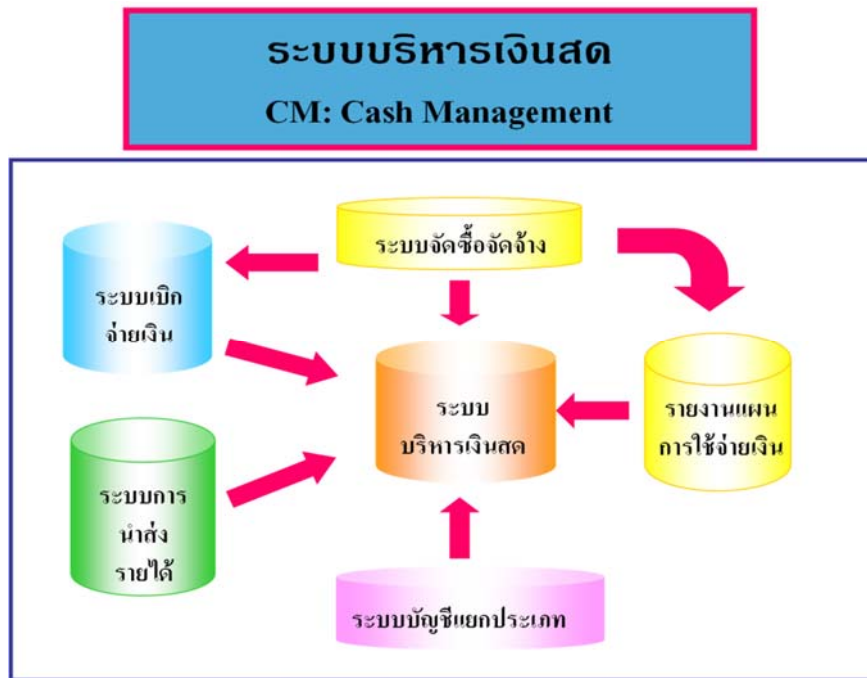 ระบบบริหารเงินสด
CM: Cash Management
ระบบจัดซื้อจัดจ้าง
ระบบเบิก
จ่ายเงิน
ระบบ
บริหารเงินสด
รายงานแผน
การใช้จ่ายเงิน
ระบบการ
นำส่ง
รายได้
ระบบบัญชีแยกประเภท